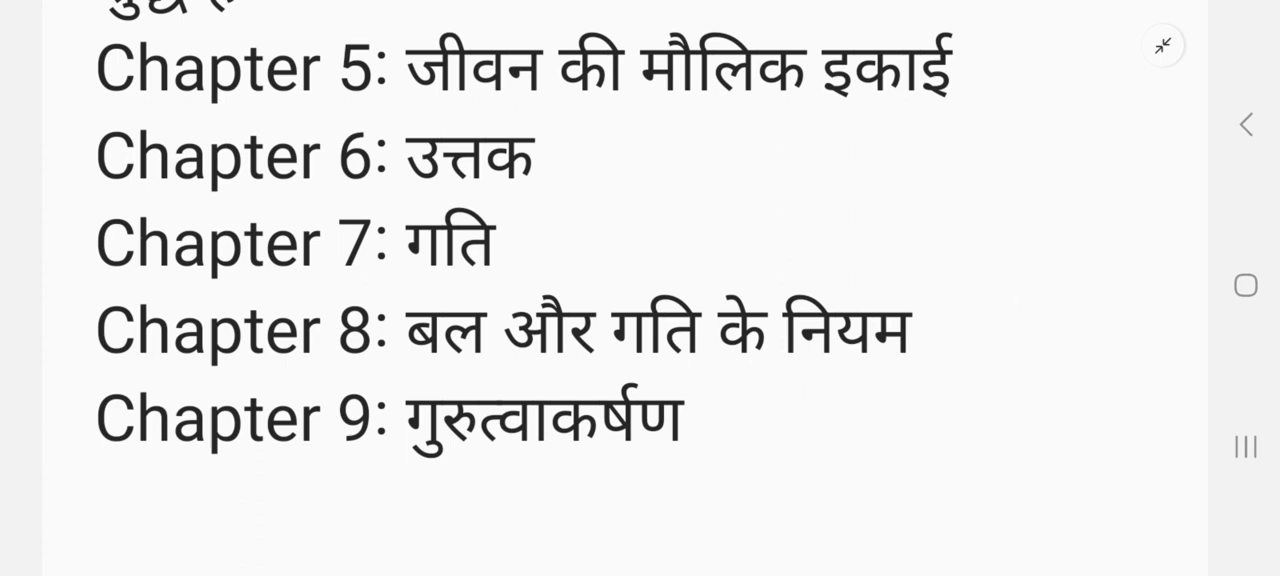 Chapter 5: जीवन की मौलिक इकाई
Chapter 6: उत्तक
Chapter 7: गति
Chapter 8: बल और गति के नियम
Chapter 9: गुरुत्वाकर्षण